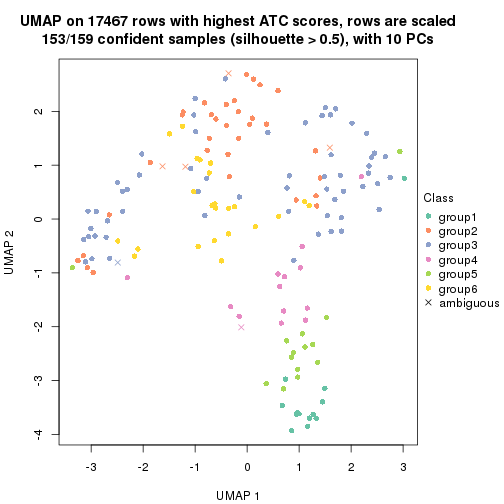 UMAP on 17467 rows with highest ATC scores, rows are scaled
153/159 confident samples (silhouette > 0.5), with 10 PCs
2
1
0
-1
-2
-3
-4
UMAP 2
-3 -2 -1 0 1 2 3
UMAP 1
Class
group1
group2
group3
group4
group5
group6
ambiguous